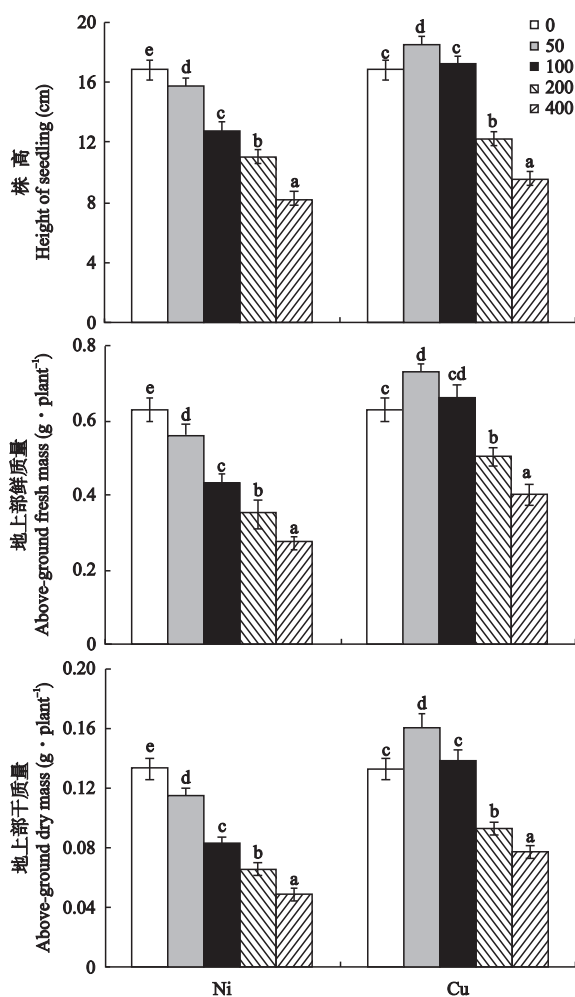 株 高
Height of seedling (cm)
20
16
12
8
4
0
e
d
c
b
a
c
d
c
b
a
0
50
100
200
400
地上部鲜质量
Above-ground fresh mass (g · plant⁻¹)
0.8
0.6
0.4
0.2
0
e
d
c
b
a
c
d
cd
b
a
地上部干质量
Above-ground dry mass (g · plant⁻¹)
0.20
0.16
0.12
0.08
0.04
0
e
d
c
b
a
c
d
c
b
a
Ni Cu